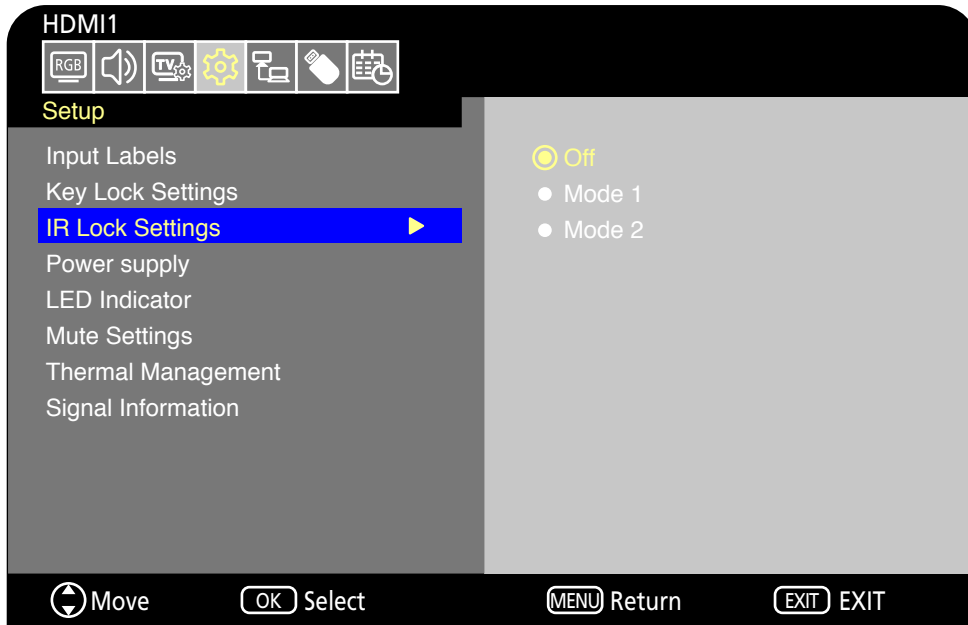 HDMI1
RGB TV
Setup
Input Labels
Key Lock Settings
IR Lock Settings
Power supply
LED Indicator
Mute Settings
Thermal Management
Signal Information
Off
Mode 1
Mode 2
Move OK Select MENU Return EXIT EXIT